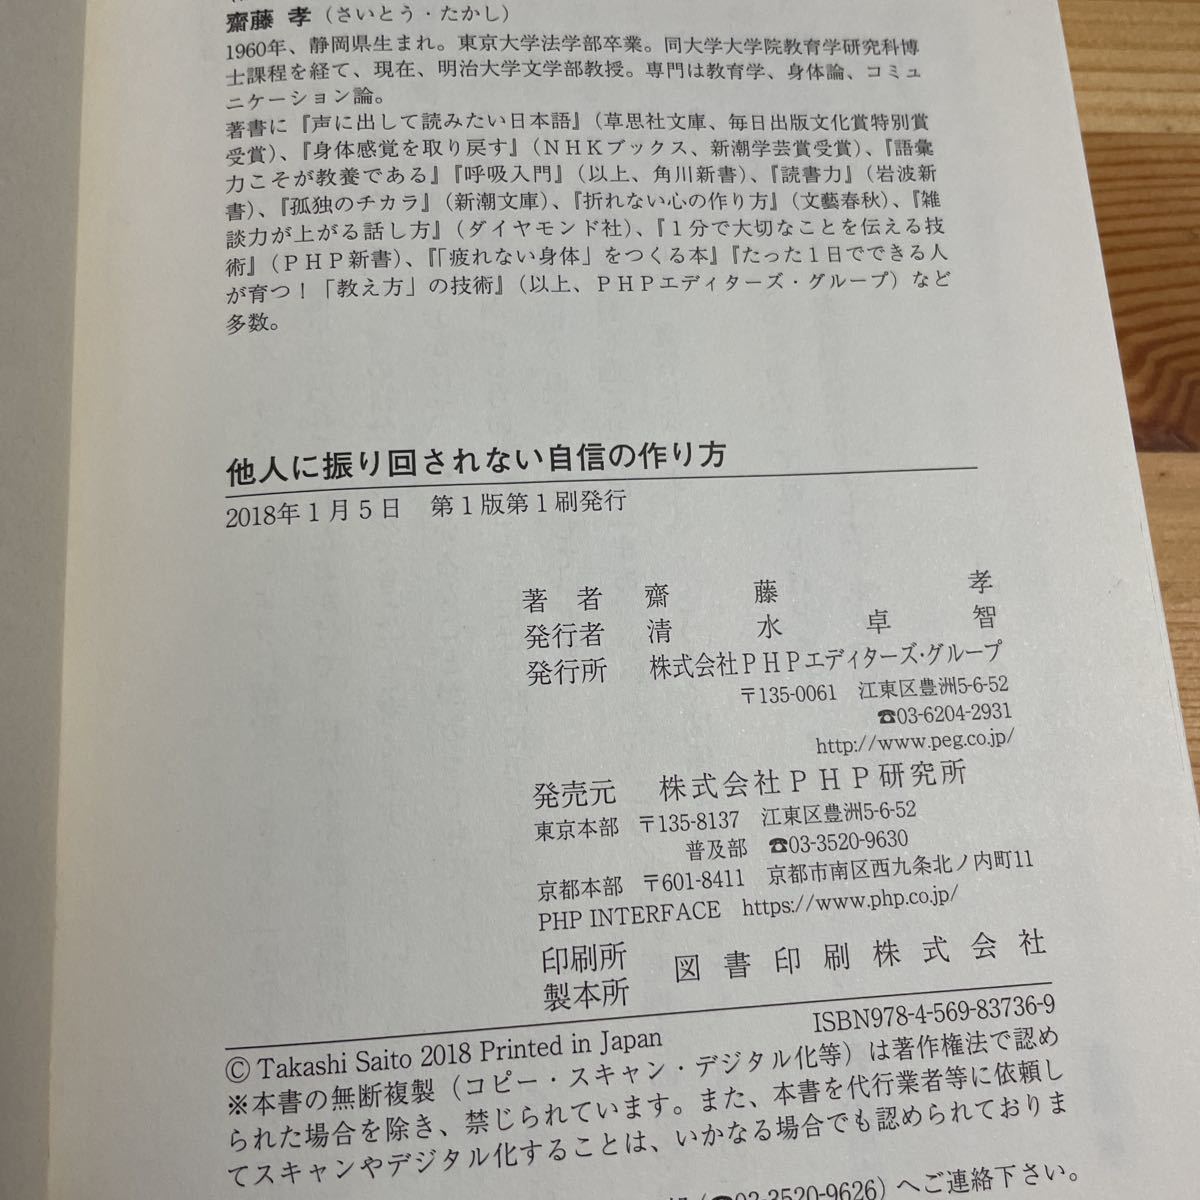 齋藤 孝（さいとう・たかし）
1960年、静岡県生まれ。東京大学法学部卒業。同大学大学院教育学研究科博
士課程を経て、現在、明治大学文学部教授。専門は教育学、身体論、コミュ
ニケーション論。
著書に『声に出して読みたい日本語』（草思社文庫、毎日出版文化賞特別賞
受賞）、『身体感覚を取り戻す』（ＮＨＫブックス、新潮学芸賞受賞）、『語彙
力こそが教養である』『呼吸入門』（以上、角川新書）、『読書力』（岩波新
書）、『孤独のチカラ』（新潮文庫）、『折れない心の作り方』（文藝春秋）、『雑
談力が上がる話し方』（ダイヤモンド社）、『１分で大切なことを伝える技
術』（ＰＨＰ新書）、『「疲れない身体」をつくる本』『たった１日でできる人
が育つ！「教え方」の技術』（以上、ＰＨＰエディターズ・グループ）など
多数。
他人に振り回されない自信の作り方
2018年１月５日　第１版第１刷発行
著　者　齋　藤　　孝
発行者　清　水　卓　智
発行所　株式会社ＰＨＰエディターズ・グループ
〒135-0061　江東区豊洲5-6-52
☎03-6204-2931
http://www.peg.co.jp/
発売元　株式会社ＰＨＰ研究所
東京本部　〒135-8137　江東区豊洲5-6-52
普及部　☎03-3520-9630
京都本部　〒601-8411　京都市南区西九条北ノ内町11
PHP INTERFACE　https://www.php.co.jp/
印刷所
製本所　図書印刷株式会社
© Takashi Saito 2018 Printed in Japan　ISBN978-4-569-83736-9
※本書の無断複製（コピー・スキャン・デジタル化等）は著作権法で認め
られた場合を除き、禁じられています。また、本書を代行業者等に依頼し
てスキャンやデジタル化することは、いかなる場合でも認められておりま
（☎03-3520-9626）へご連絡下さい。